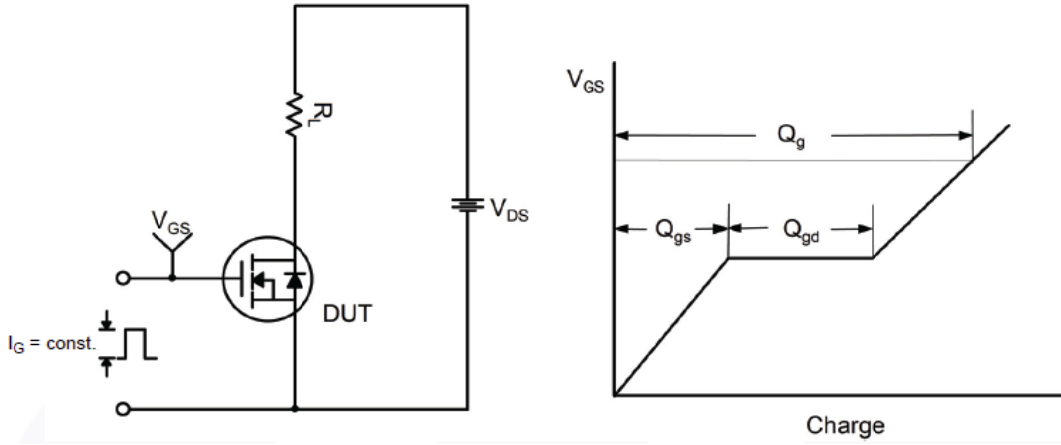 R_L
V_DS
V_GS
DUT
I_G = const.
V_GS
Q_g
Q_gs
Q_gd
Charge